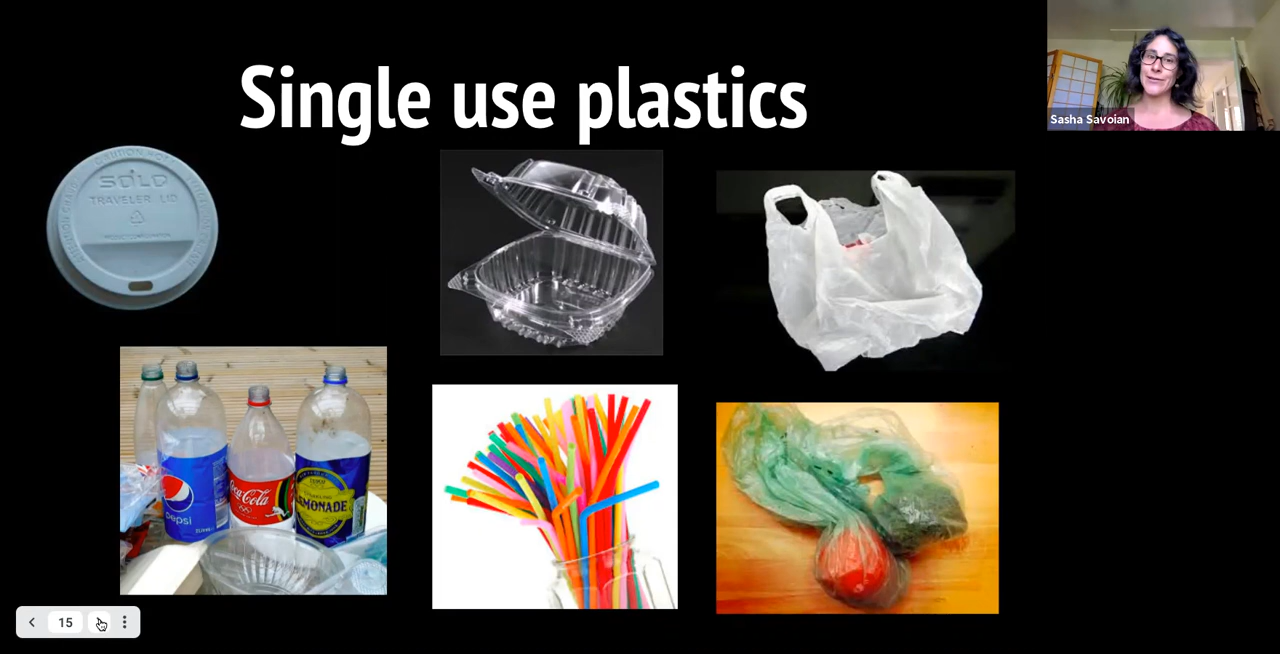 Single use plastics
Sasha Savoian
SOLO
TRAVELER LID
pepsi
Coca-Cola
LEMONADE
15